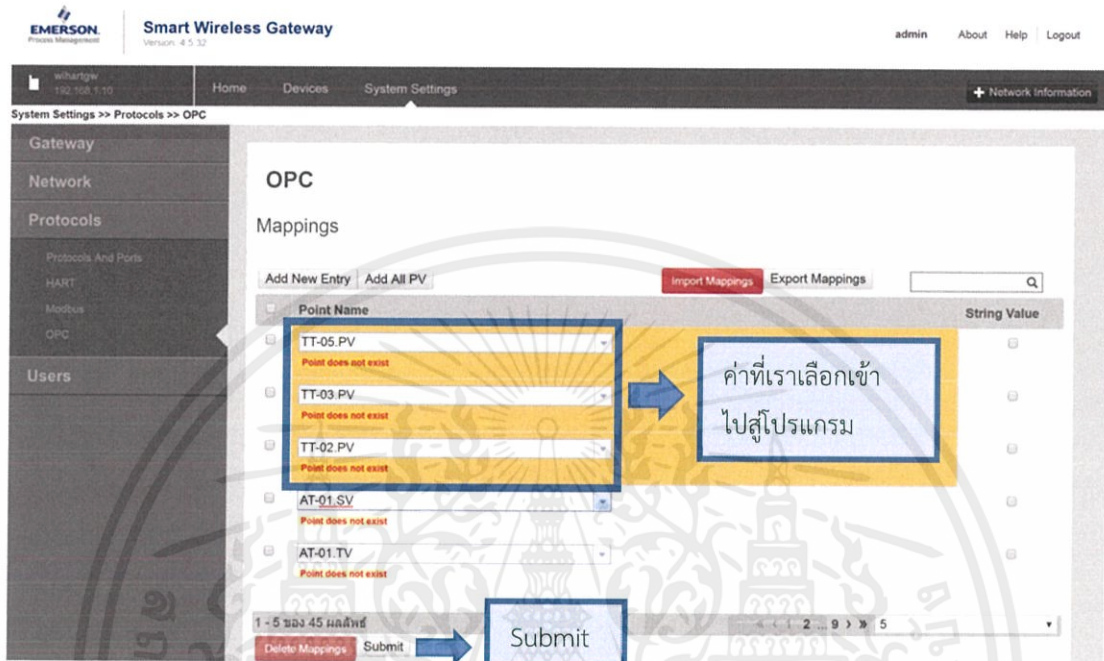 EMERSON.
Process Management
Smart Wireless Gateway
Version 4.5.32
admin About Help Logout
wihartgw
192.168.1.10
Home Devices System Settings
Network Information
System Settings >> Protocols >> OPC
Gateway
Network
Protocols
Protocols And Ports
HART
Modbus
OPC
Users
OPC
Mappings
Add New Entry Add All PV Import Mappings Export Mappings
Point Name String Value
TT-05.PV
Point does not exist
TT-03.PV
Point does not exist
TT-02.PV
Point does not exist
AT-01.SV
Point does not exist
AT-01.TV
Point does not exist
ค่าที่เราเลือกเข้า
ไปสู่โปรแกรม
1 - 5 ของ 45 ผลลัพธ์
2 ... 9 › » 5
Delete Mappings Submit
Submit